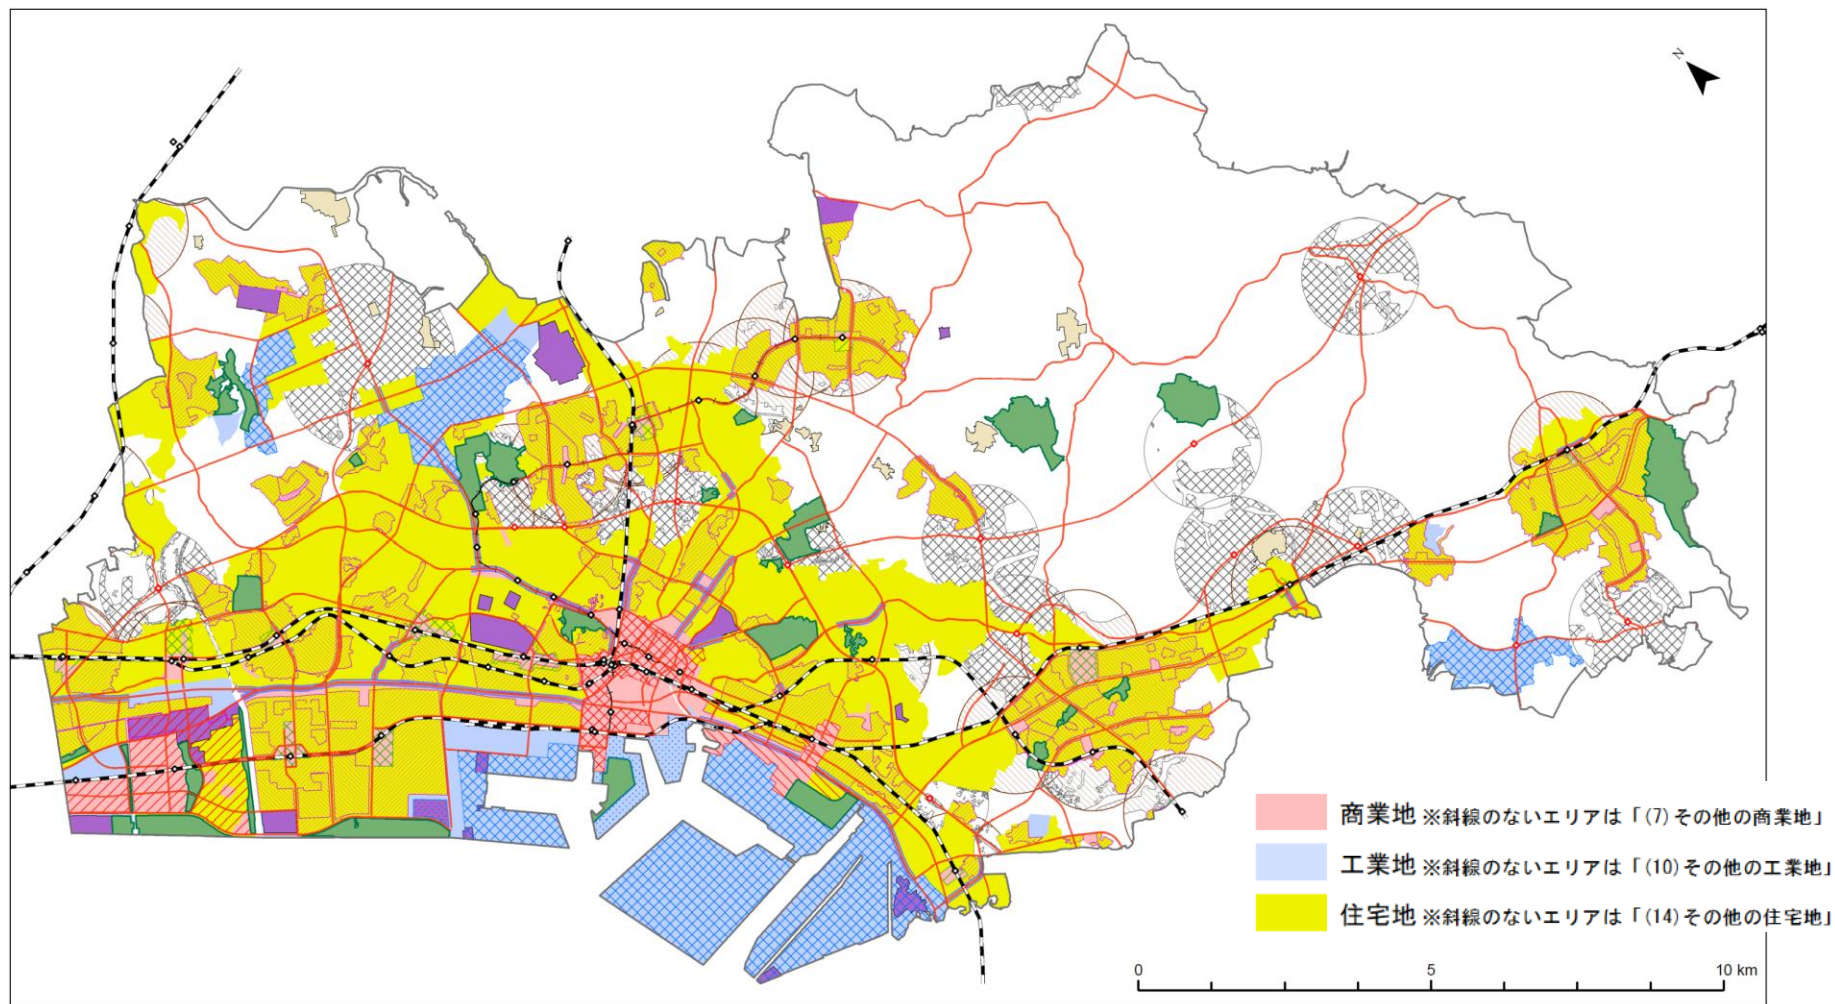 N
商業地 ※斜線のないエリアは「(7)その他の商業地」
工業地 ※斜線のないエリアは「(10)その他の工業地」
住宅地 ※斜線のないエリアは「(14)その他の住宅地」
0 5 10 km